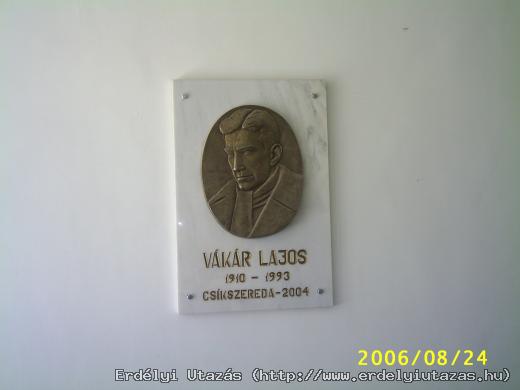 VÁKÁR LAJOS
1910 - 1993
CSÍKSZEREDA-2004
2006/08/24
Erdélyi Utazás (http://www.erdelyiutazas.hu)